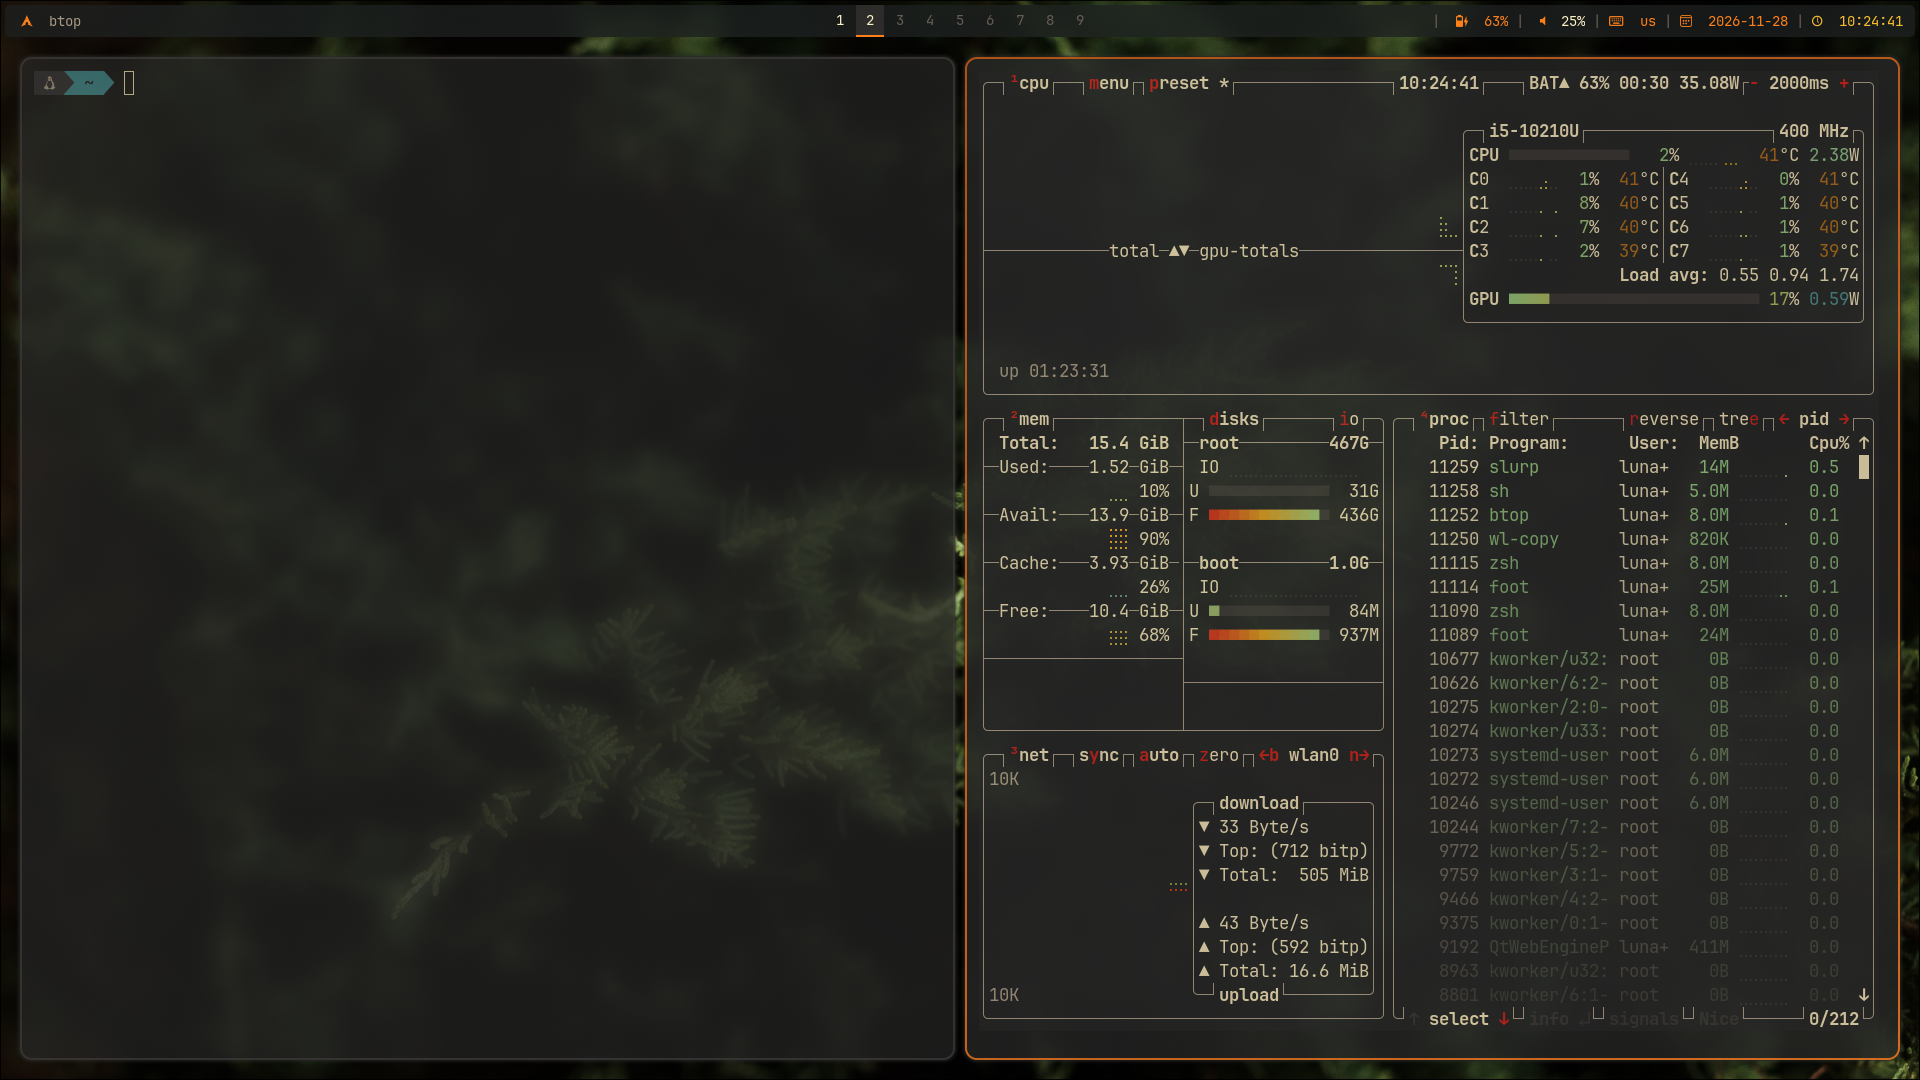 btop
1 2 3 4 5 6 7 8 9
| 63% | 25% | us | 2026-11-28 | 10:24:41
~
¹cpu menu preset * 10:24:41 BAT▲ 63% 00:30 35.08W - 2000ms +
i5-10210U 400 MHz
CPU 2% 41°C 2.38W
C0 1% 41°C C4 0% 41°C
C1 8% 40°C C5 1% 40°C
C2 7% 40°C C6 1% 40°C
C3 2% 39°C C7 1% 39°C
Load avg: 0.55 0.94 1.74
GPU 17% 0.59W
total ▲▼ gpu-totals
up 01:23:31
²mem
Total: 15.4 GiB
Used: 1.52 GiB
10%
Avail: 13.9 GiB
90%
Cache: 3.93 GiB
26%
Free: 10.4 GiB
68%
disks io
root 467G
IO
U 31G
F 436G
boot 1.0G
IO
U 84M
F 937M
³net sync auto zero ←b wlan0 n→
10K
download
▼ 33 Byte/s
▼ Top: (712 bitp)
▼ Total: 505 MiB
▲ 43 Byte/s
▲ Top: (592 bitp)
▲ Total: 16.6 MiB
upload
10K
⁴proc filter reverse tree ← pid →
Pid: Program: User: MemB Cpu% ↑
11259 slurp luna+ 14M 0.5
11258 sh luna+ 5.0M 0.0
11252 btop luna+ 8.0M 0.1
11250 wl-copy luna+ 820K 0.0
11115 zsh luna+ 8.0M 0.0
11114 foot luna+ 25M 0.1
11090 zsh luna+ 8.0M 0.0
11089 foot luna+ 24M 0.0
10677 kworker/u32: root 0B 0.0
10626 kworker/6:2- root 0B 0.0
10275 kworker/2:0- root 0B 0.0
10274 kworker/u33: root 0B 0.0
10273 systemd-user root 6.0M 0.0
10272 systemd-user root 6.0M 0.0
10246 systemd-user root 6.0M 0.0
10244 kworker/7:2- root 0B 0.0
9772 kworker/5:2- root 0B 0.0
9759 kworker/3:1- root 0B 0.0
9466 kworker/4:2- root 0B 0.0
9375 kworker/0:1- root 0B 0.0
9192 QtWebEngineP luna+ 411M 0.0
8963 kworker/u32: root 0B 0.0
8801 kworker/6:1- root 0B 0.0 ↓
↑ select ↓ info ↵ signals Nice 0/212